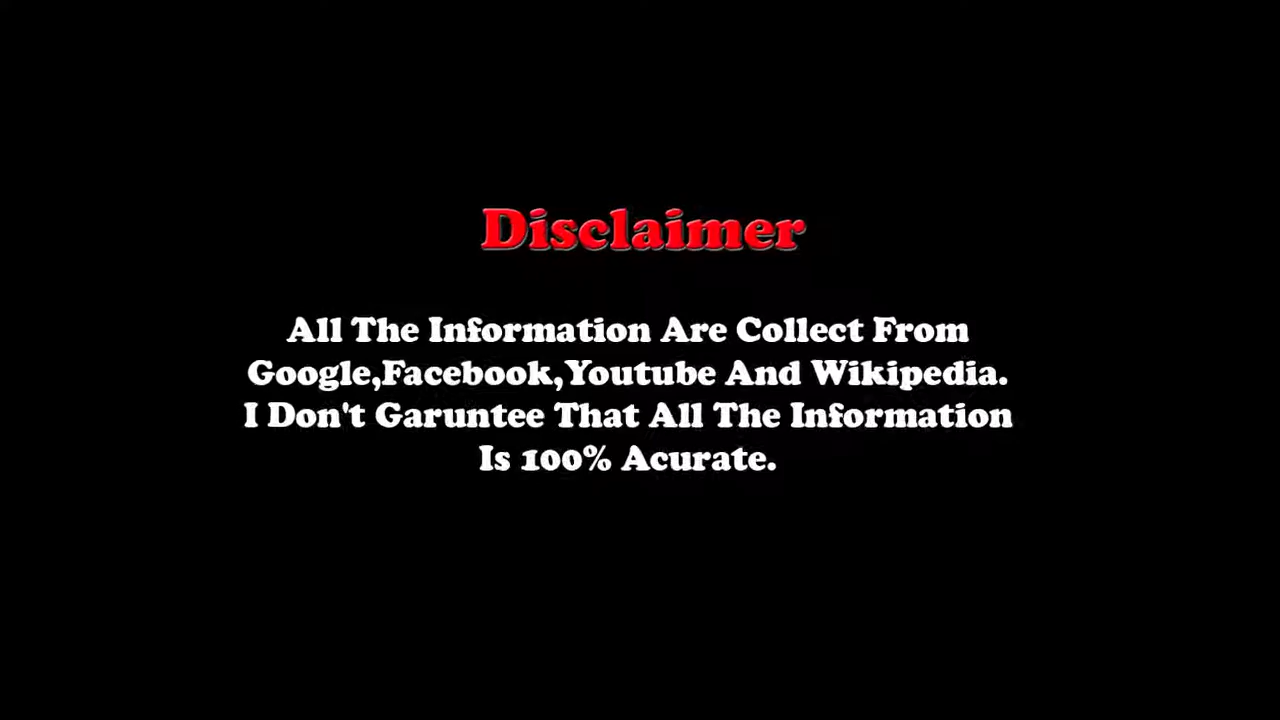 Disclaimer
All The Information Are Collect From
Google,Facebook,Youtube And Wikipedia.
I Don't Garuntee That All The Information
Is 100% Acurate.